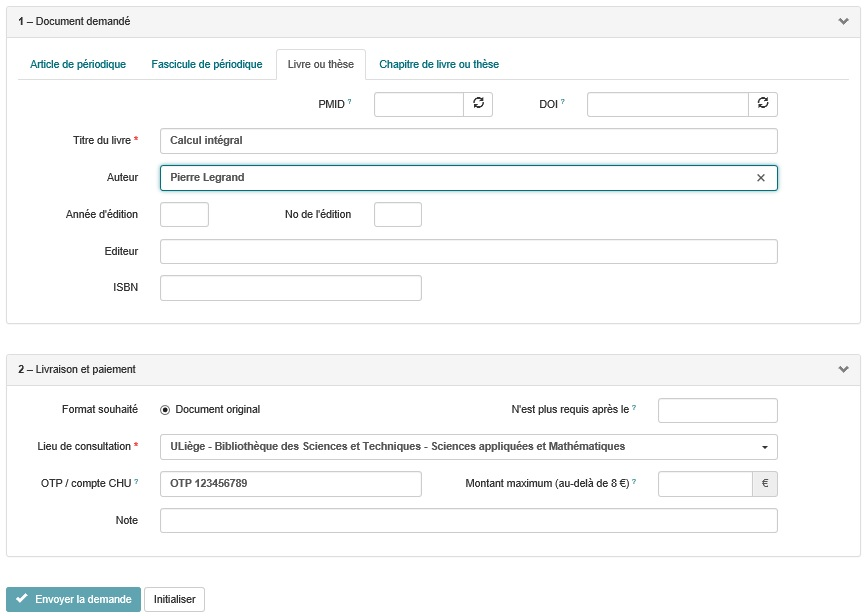 1 – Document demandé
Article de périodique Fascicule de périodique Livre ou thèse Chapitre de livre ou thèse
PMID ? DOI ?
Titre du livre * Calcul intégral
Auteur Pierre Legrand ×
Année d'édition No de l'édition
Editeur
ISBN
2 – Livraison et paiement
Format souhaité Document original N'est plus requis après le ?
Lieu de consultation * ULiège - Bibliothèque des Sciences et Techniques - Sciences appliquées et Mathématiques
OTP / compte CHU ? OTP 123456789 Montant maximum (au-delà de 8 €) ? €
Note
Envoyer la demande Initialiser